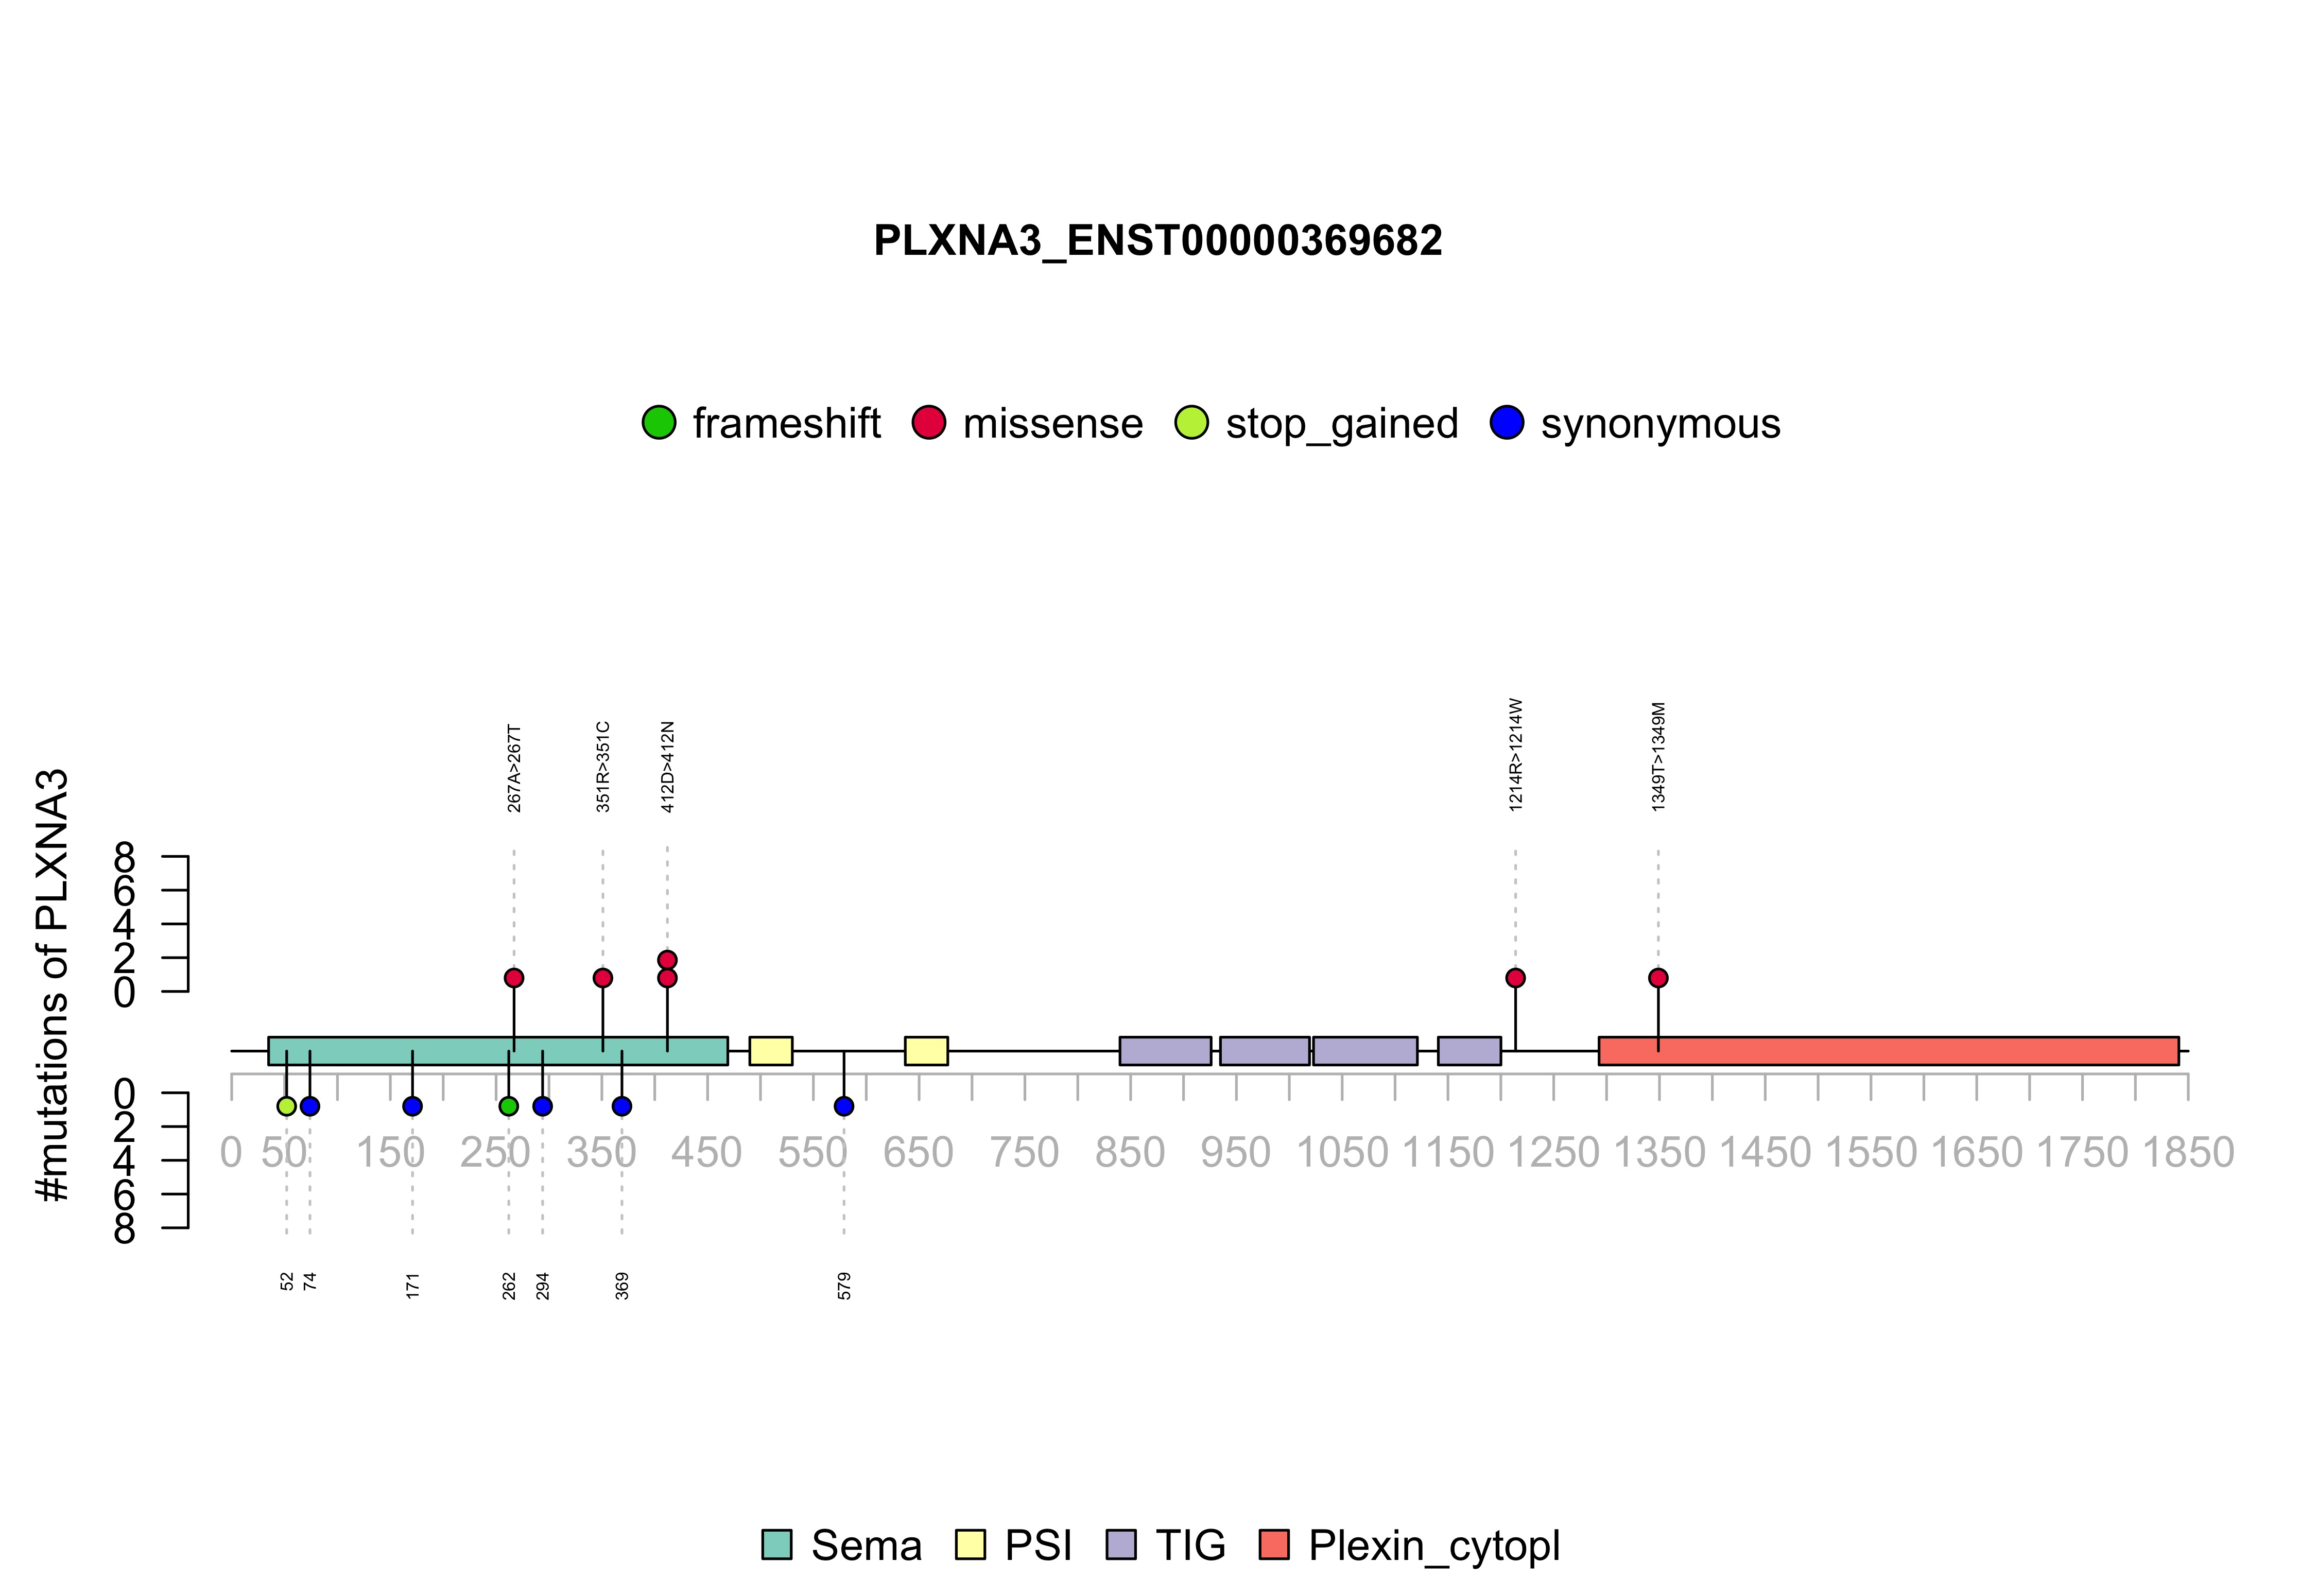 PLXNA3_ENST00000369682
frameshift missense stop_gained synonymous
267A>267T 351R>351C 412D>412N 1214R>1214W 1349T>1349M
#mutations of PLXNA3
8
6
4
2
0
0
2
4
6
8
0 50 150 250 350 450 550 650 750 850 950 1050 1150 1250 1350 1450 1550 1650 1750 1850
52 74 171 262 294 369 579
Sema PSI TIG Plexin_cytopl